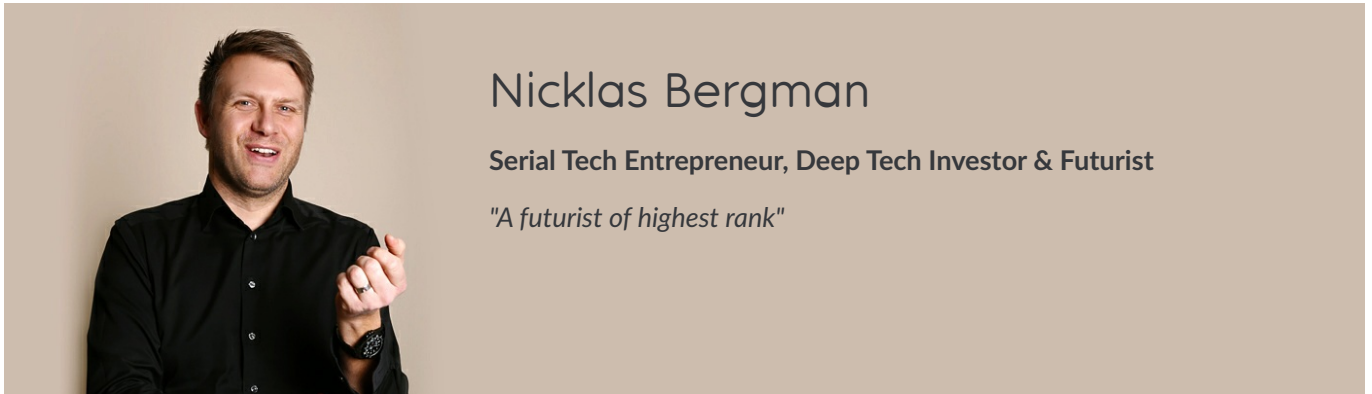 Nicklas Bergman
Serial Tech Entrepreneur, Deep Tech Investor & Futurist
"A futurist of highest rank"